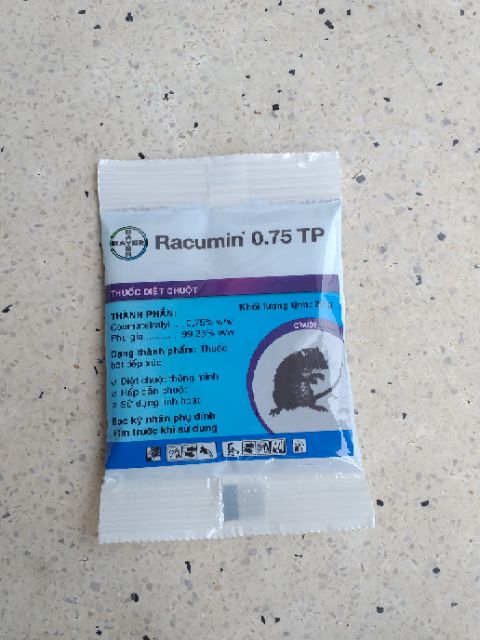 BAYER
BAYER
Racumin® 0.75 TP
THUỐC DIỆT CHUỘT
THÀNH PHẦN:
Khối lượng tịnh: 20 g
Coumatetralyl ... 0,75% w/w
Phụ gia .......... 99,25% w/w
Chuột
Dạng thành phẩm: Thuốc
bột tiếp xúc
Diệt chuột thông minh
Hấp dẫn chuột
Sử dụng linh hoạt
Đọc kỹ nhãn phụ đính
kèm trước khi sử dụng